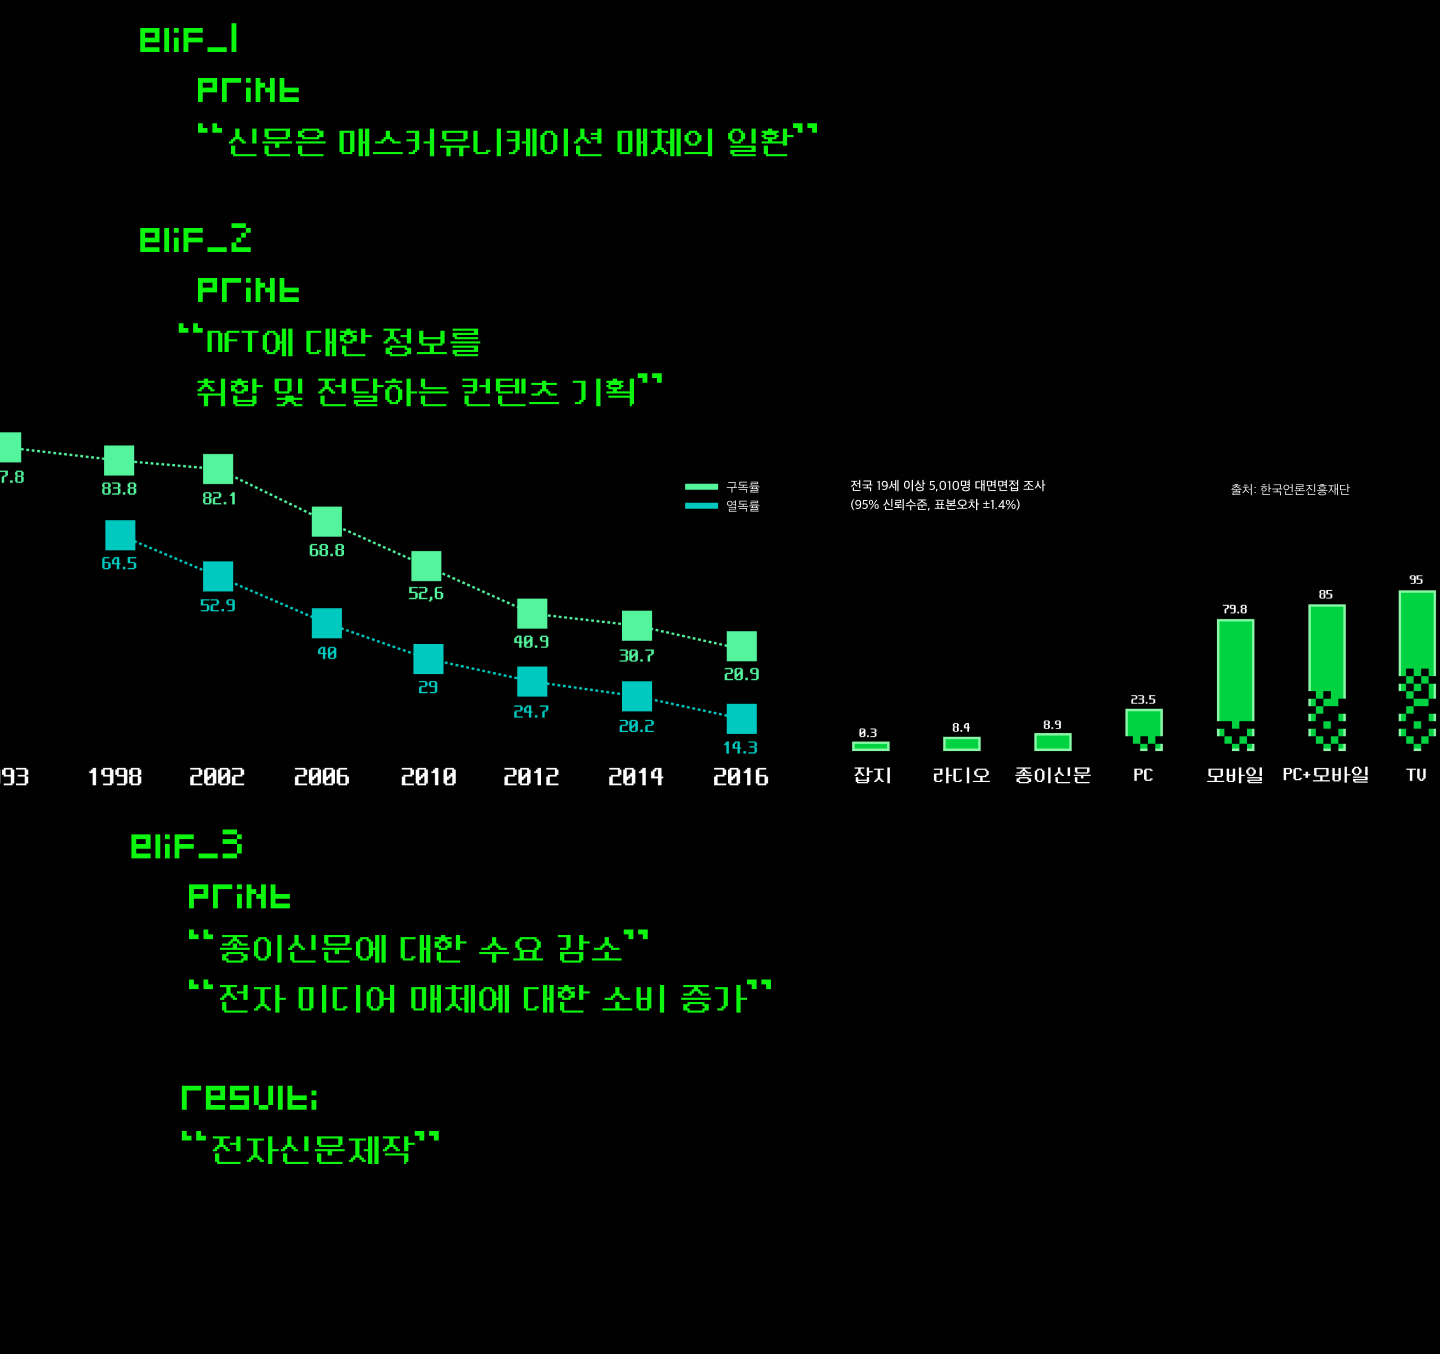 elif_1
print
“신문은 매스커뮤니케이션 매체의 일환”
elif_2
print
“NFT에 대한 정보를
취합 및 전달하는 컨텐츠 기획”
7.8
83.8
82.1
68.8
52,6
40.9
30.7
20.9
64.5
52.9
40
29
24.7
20.2
14.3
93
1998
2002
2006
2010
2012
2014
2016
구독률
열독률
전국 19세 이상 5,010명 대면면접 조사
(95% 신뢰수준, 표본오차 ±1.4%)
출처: 한국언론진흥재단
0.3
8.4
8.9
23.5
79.8
85
95
잡지
라디오
종이신문
PC
모바일
PC+모바일
TV
elif_3
print
“종이신문에 대한 수요 감소”
“전자 미디어 매체에 대한 소비 증가”
result;
“전자신문제작”